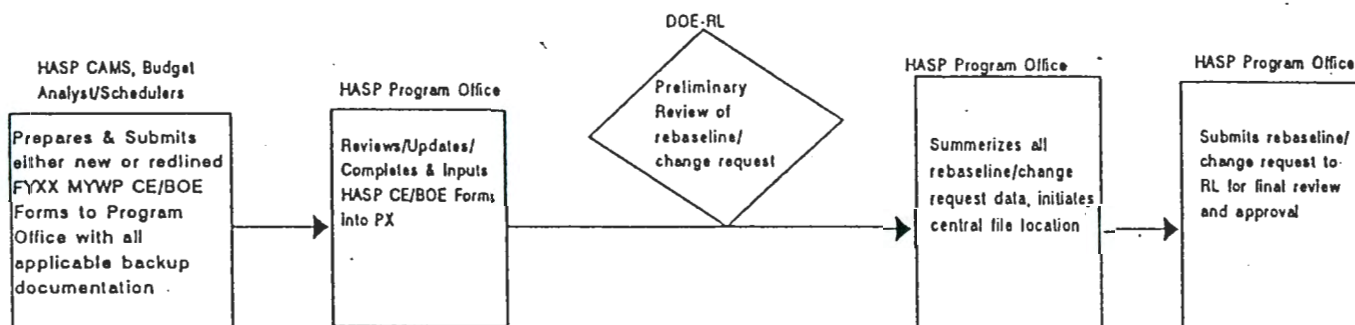 HASP CAMS, Budget
Analyst/Schedulers
Prepares & Submits
either new or redlined
FYXX MYWP CE/BOE
Forms to Program
Office with all
applicable backup
documentation
HASP Program Office
Reviews/Updates/
Completes & Inputs
HASP CE/BOE Forms
into PX
DOE-RL
Preliminary
Review of
rebaseline/
change request
HASP Program Office
Summerizes all
rebaseline/change
request data, initiates
central file location
HASP Program Office
Submits rebaseline/
change request to
RL for final review
and approval